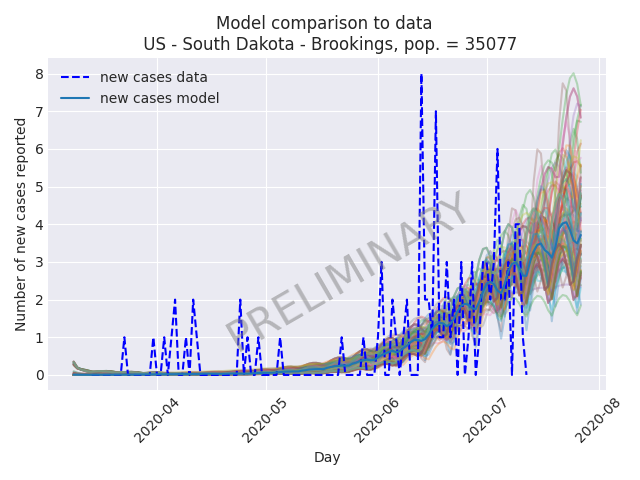 Model comparison to data
US - South Dakota - Brookings, pop. = 35077
new cases data
new cases model
Number of new cases reported
8
7
6
5
4
3
2
1
0
PRELIMINARY
2020-04
2020-05
2020-06
2020-07
2020-08
Day